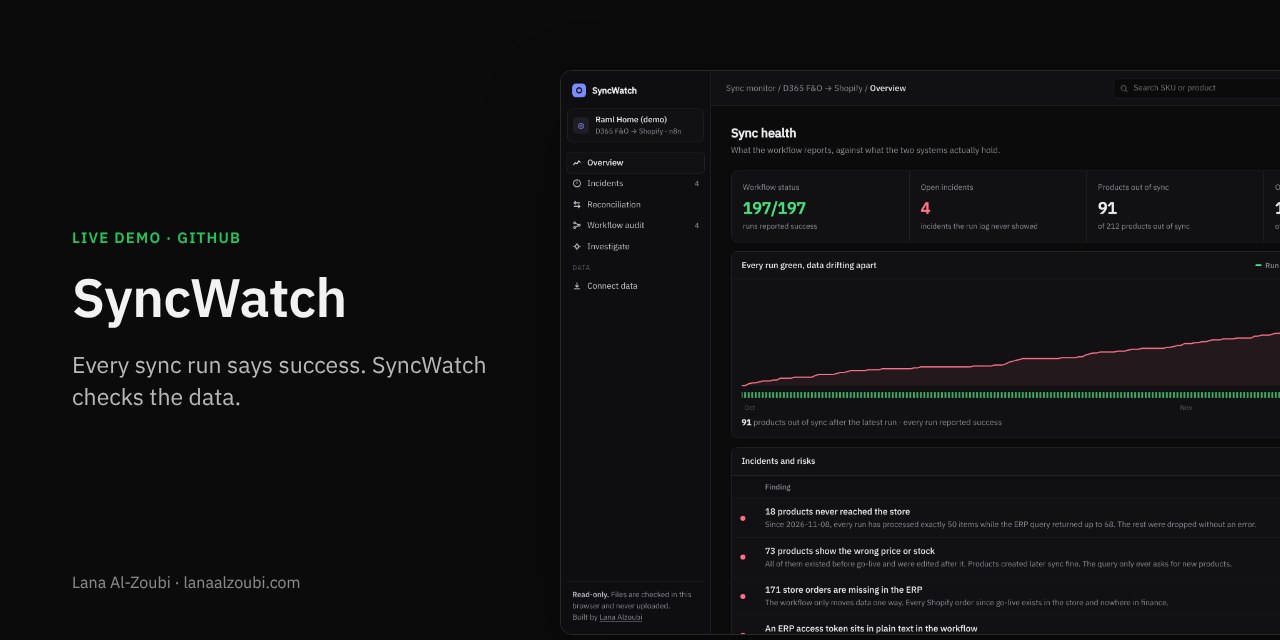 LIVE DEMO · GITHUB
SyncWatch
Every sync run says success. SyncWatch
checks the data.
Lana Al-Zoubi · lanaalzoubi.com
SyncWatch
Raml Home (demo)
D365 F&O → Shopify · n8n
Overview
Incidents 4
Reconciliation
Workflow audit 4
Investigate
DATA
Connect data
Read-only. Files are checked in this
browser and never uploaded.
Built by Lana Alzoubi
Sync monitor / D365 F&O → Shopify / Overview
Search SKU or product
Sync health
What the workflow reports, against what the two systems actually hold.
Workflow status
197/197
runs reported success
Open incidents
4
incidents the run log never showed
Products out of sync
91
of 212 products out of sync
Every run green, data drifting apart
Run
Oct
Nov
91 products out of sync after the latest run · every run reported success
Incidents and risks
Finding
18 products never reached the store
Since 2026-11-08, every run has processed exactly 50 items while the ERP query returned up to 68. The rest were dropped without an error.
73 products show the wrong price or stock
All of them existed before go-live and were edited after it. Products created later sync fine. The query only ever asks for new products.
171 store orders are missing in the ERP
The workflow only moves data one way. Every Shopify order since go-live exists in the store and nowhere in finance.
An ERP access token sits in plain text in the workflow